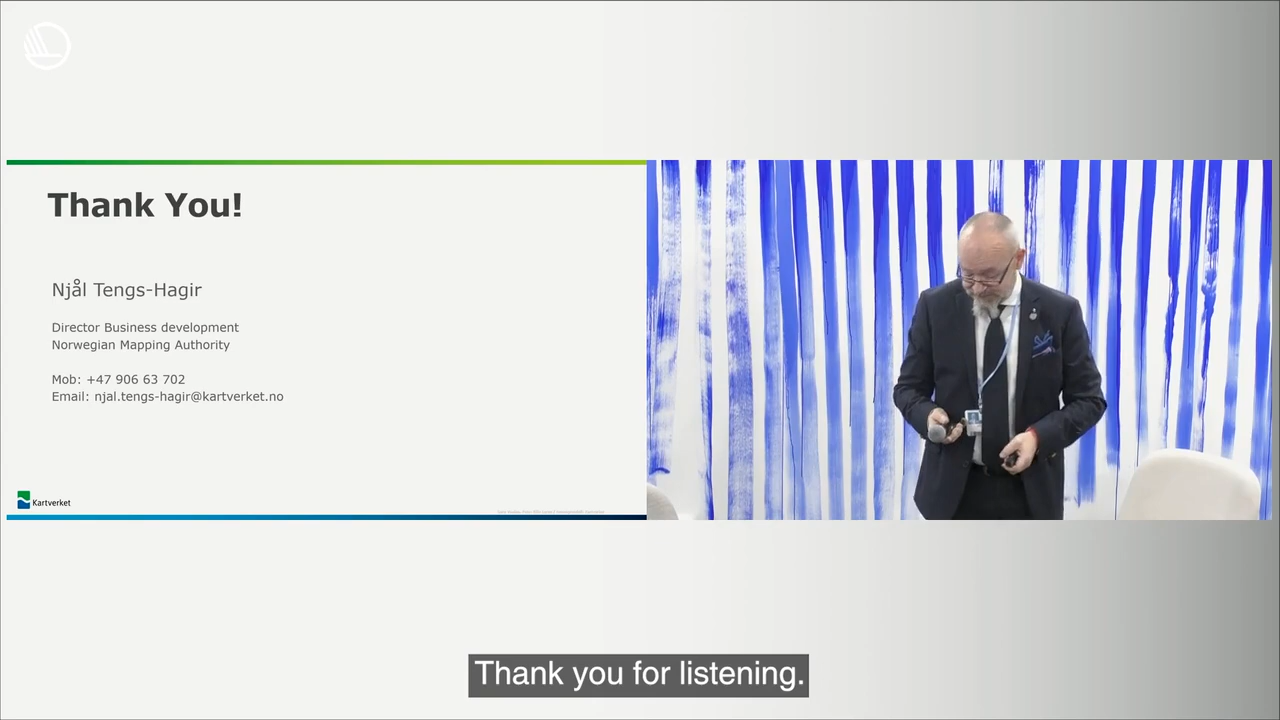 Thank You!
Njål Tengs-Hagir
Director Business development
Norwegian Mapping Authority
Mob: +47 906 63 702
Email: njal.tengs-hagir@kartverket.no
Kartverket
Thank you for listening.